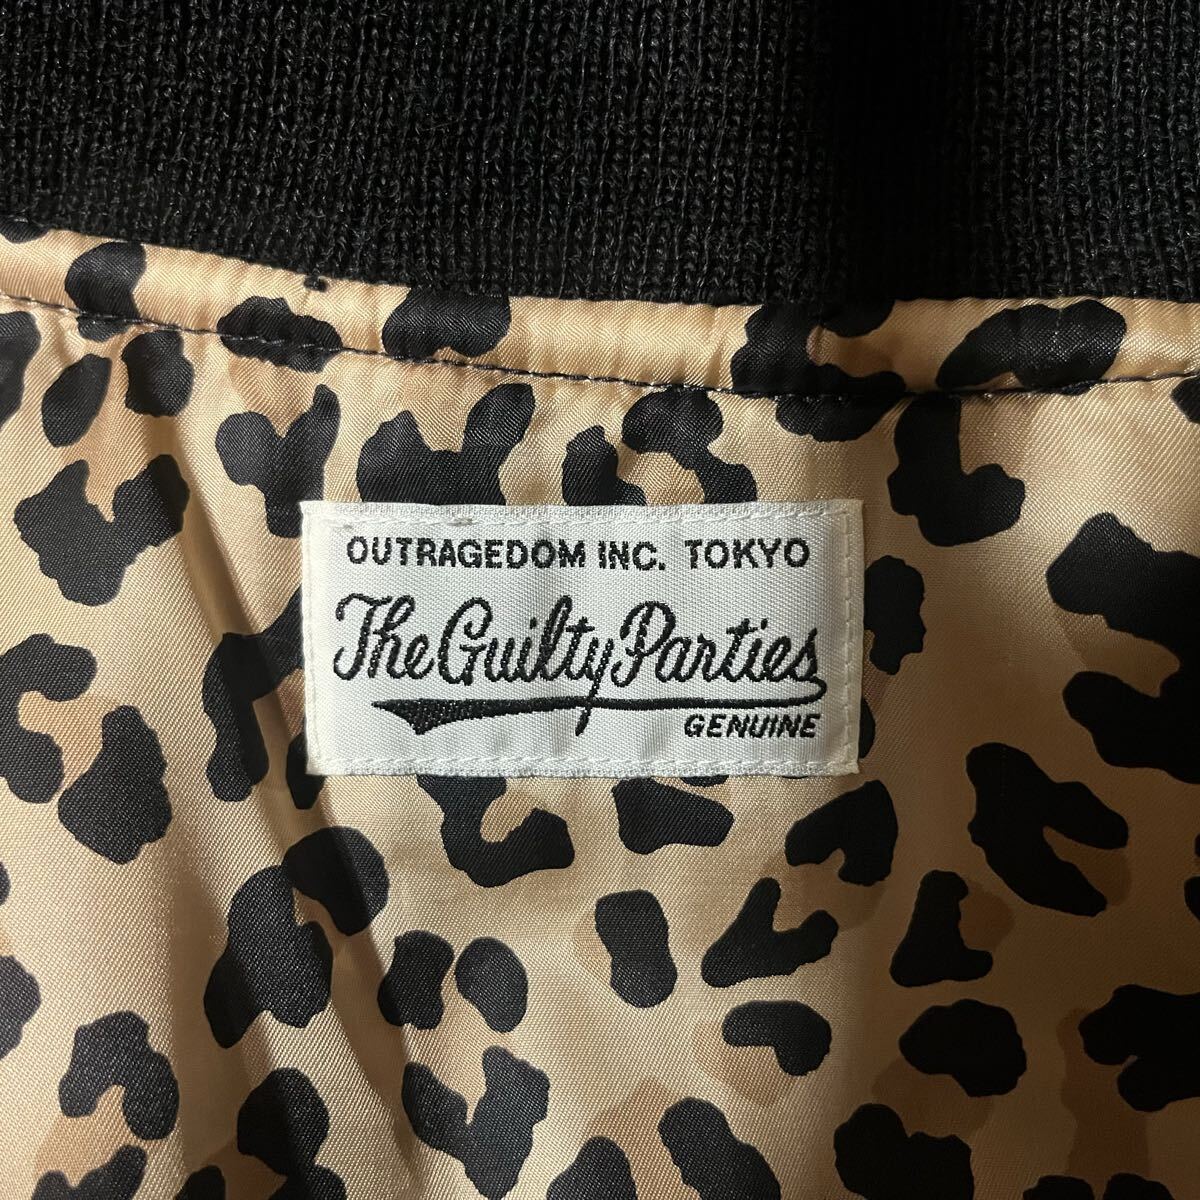 OUTRAGEDOM INC. TOKYO
The Guilty Parties
GENUINE